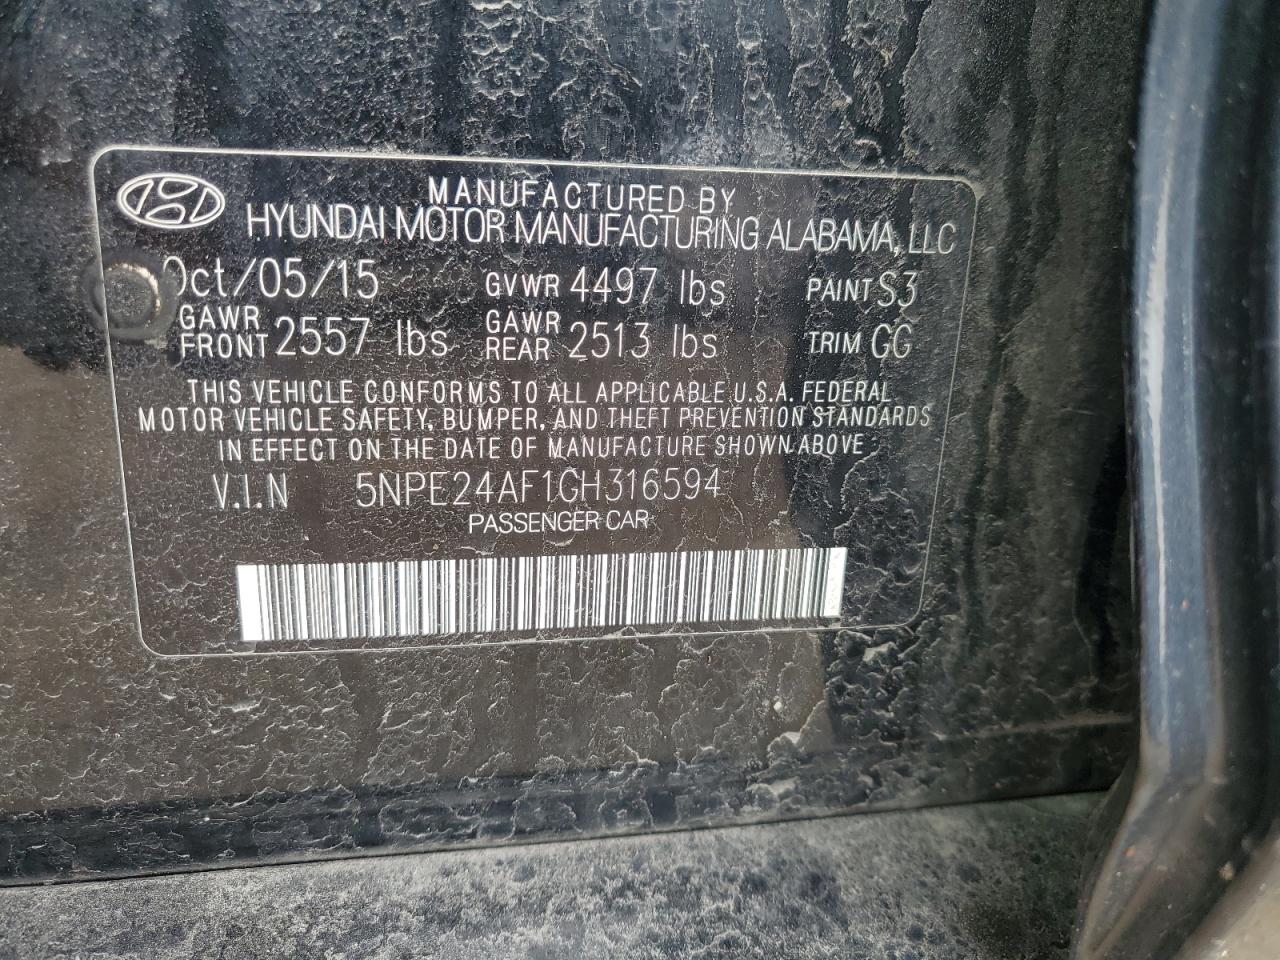 MANUFACTURED BY
HYUNDAI MOTOR MANUFACTURING ALABAMA, LLC
Oct/05/15 GVWR 4497 lbs PAINT S3
GAWR FRONT 2557 lbs GAWR REAR 2513 lbs TRIM GG
THIS VEHICLE CONFORMS TO ALL APPLICABLE U.S.A. FEDERAL
MOTOR VEHICLE SAFETY, BUMPER, AND THEFT PREVENTION STANDARDS
IN EFFECT ON THE DATE OF MANUFACTURE SHOWN ABOVE
V.I.N 5NPE24AF1GH316594
PASSENGER CAR